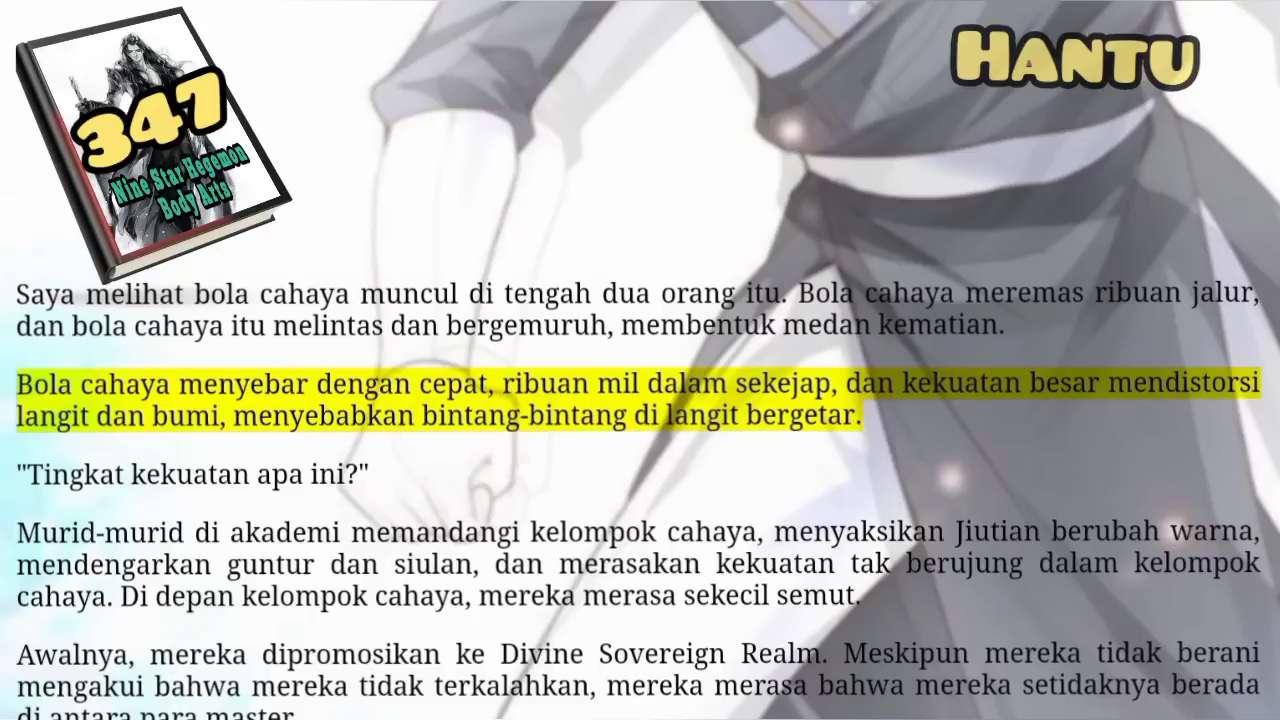 347
Nine Star Hegemon
Body Arts
HANTU
Saya melihat bola cahaya muncul di tengah dua orang itu. Bola cahaya meremas ribuan jalur,
dan bola cahaya itu melintas dan bergemuruh, membentuk medan kematian.
Bola cahaya menyebar dengan cepat, ribuan mil dalam sekejap, dan kekuatan besar mendistorsi
langit dan bumi, menyebabkan bintang-bintang di langit bergetar.
"Tingkat kekuatan apa ini?"
Murid-murid di akademi memandangi kelompok cahaya, menyaksikan Jiutian berubah warna,
mendengarkan guntur dan siulan, dan merasakan kekuatan tak berujung dalam kelompok
cahaya. Di depan kelompok cahaya, mereka merasa sekecil semut.
Awalnya, mereka dipromosikan ke Divine Sovereign Realm. Meskipun mereka tidak berani
mengakui bahwa mereka tidak terkalahkan, mereka merasa bahwa mereka setidaknya berada
di antara para master.